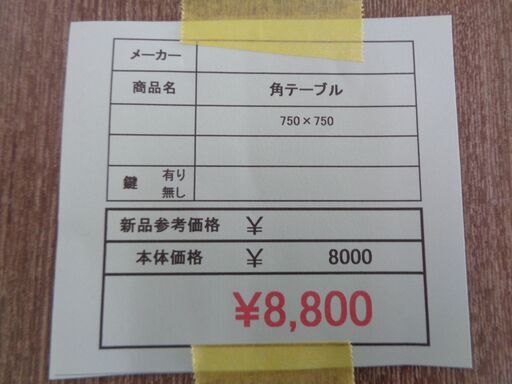 メーカー
商品名 角テーブル
750×750
鍵 有り
無し
新品参考価格 ¥
本体価格 ¥ 8000
¥8,800